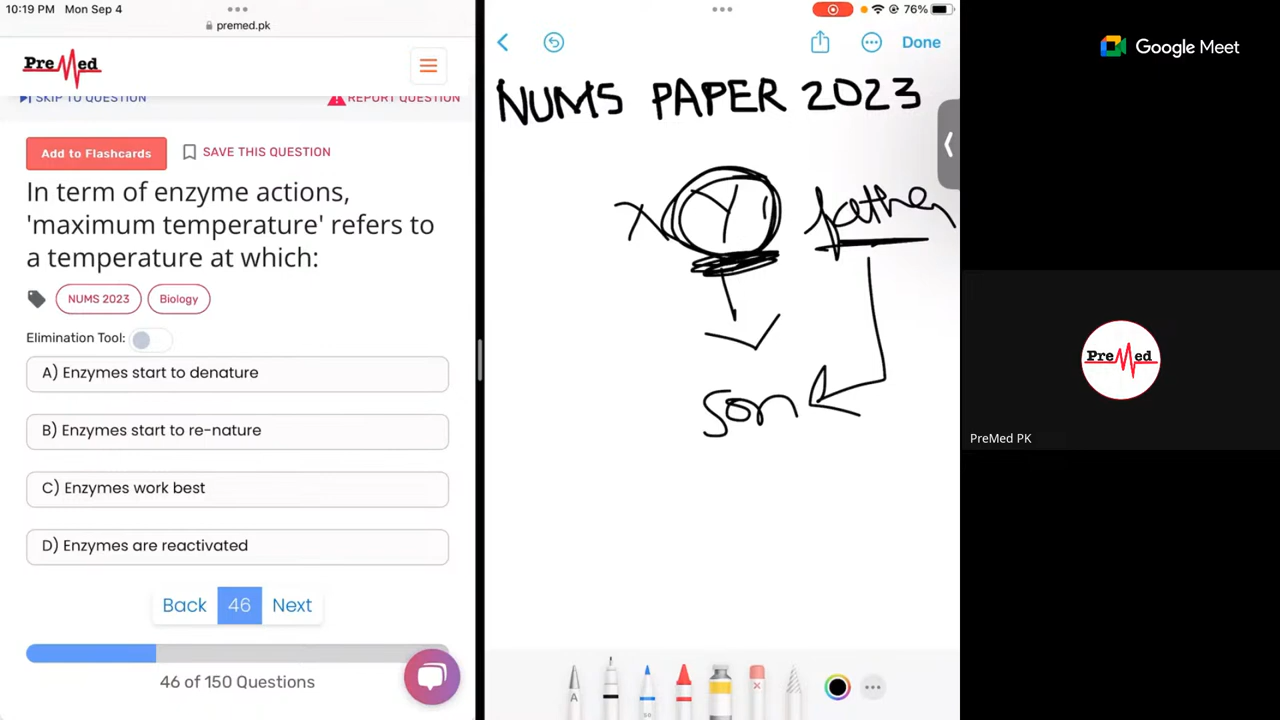 10:19 PM Mon Sep 4
premed.pk
PreMed
SKIP TO QUESTION
REPORT QUESTION
Add to Flashcards
SAVE THIS QUESTION
In term of enzyme actions,
'maximum temperature' refers to
a temperature at which:
NUMS 2023
Biology
Elimination Tool:
A) Enzymes start to denature
B) Enzymes start to re-nature
C) Enzymes work best
D) Enzymes are reactivated
Back 46 Next
46 of 150 Questions
76%
Done
NUMS PAPER 2023
X Y father
son
Google Meet
PreMed
PreMed PK